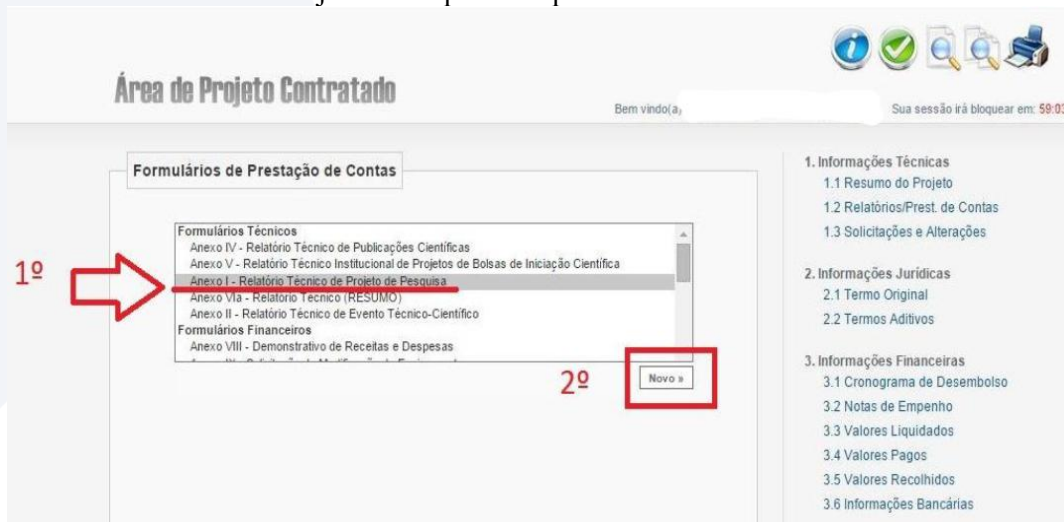 Área de Projeto Contratado
Bem vindo(a)
Sua sessão irá bloquear em: 59:03
Formulários de Prestação de Contas
Formulários Técnicos
Anexo IV - Relatório Técnico de Publicações Científicas
Anexo V - Relatório Técnico Institucional de Projetos de Bolsas de Iniciação Científica
1º
Anexo I - Relatório Técnico de Projeto de Pesquisa
Anexo VIa - Relatório Técnico (RESUMO)
Anexo II - Relatório Técnico de Evento Técnico-Científico
Formulários Financeiros
Anexo VIII - Demonstrativo de Receitas e Despesas
2º
Novo »
1. Informações Técnicas
1.1 Resumo do Projeto
1.2 Relatórios/Prest. de Contas
1.3 Solicitações e Alterações
2. Informações Jurídicas
2.1 Termo Original
2.2 Termos Aditivos
3. Informações Financeiras
3.1 Cronograma de Desembolso
3.2 Notas de Empenho
3.3 Valores Liquidados
3.4 Valores Pagos
3.5 Valores Recolhidos
3.6 Informações Bancárias